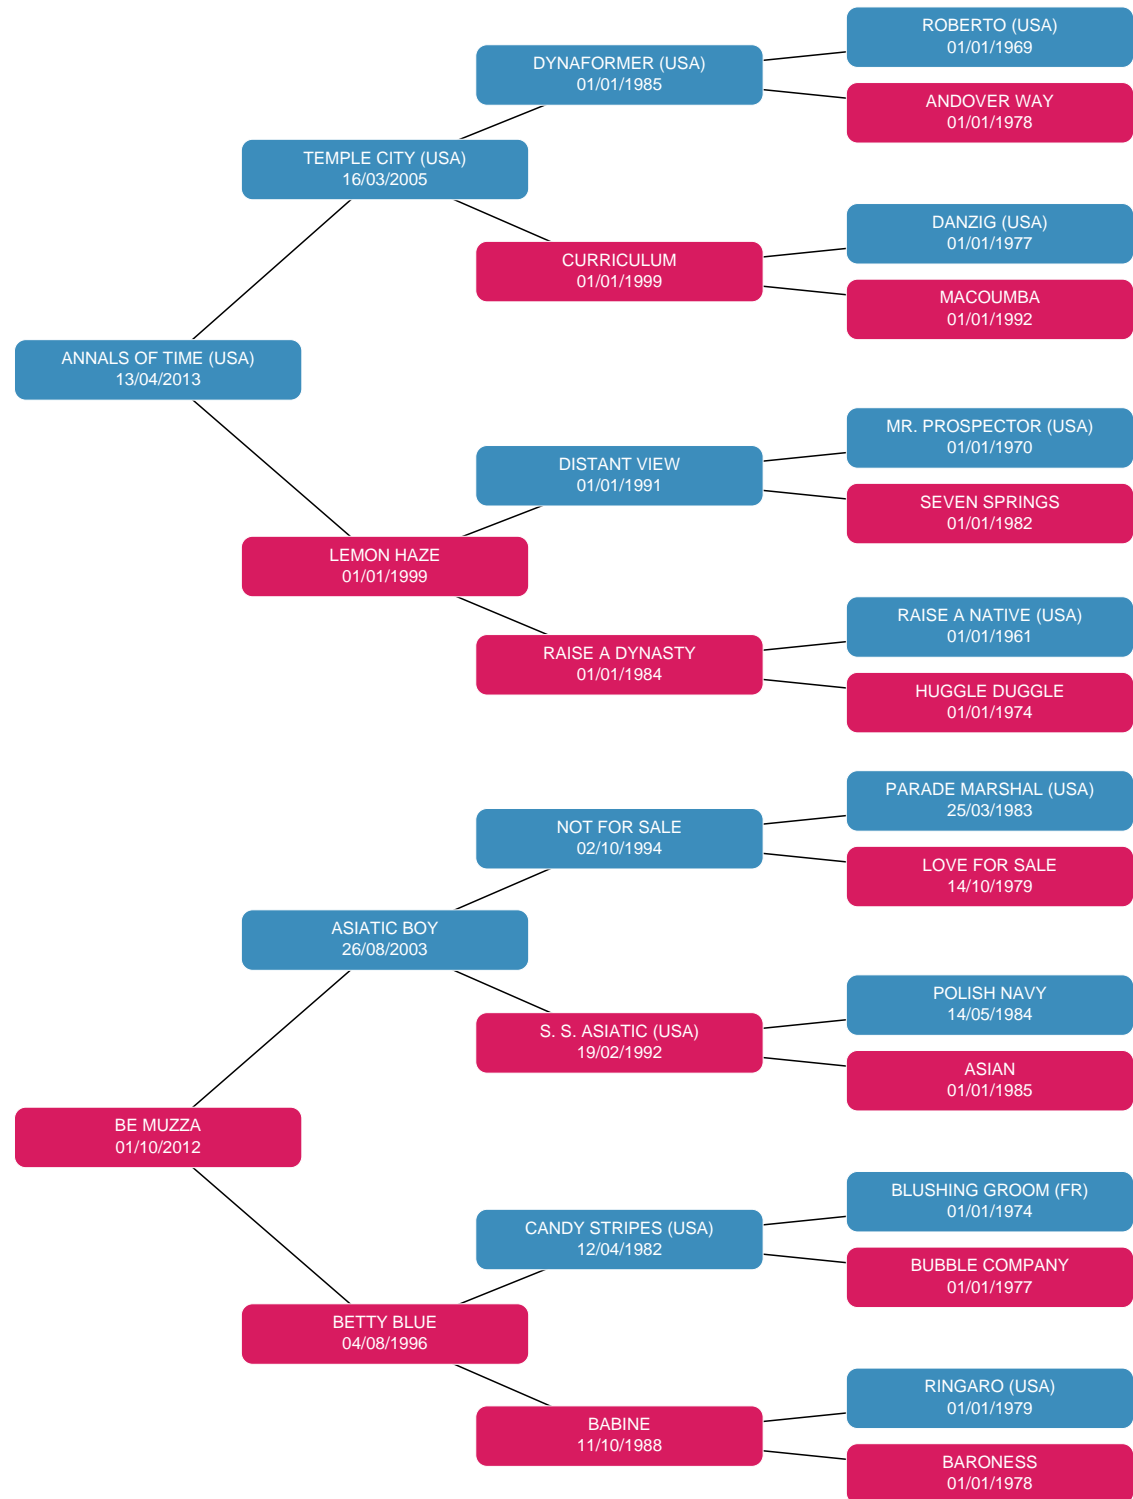 ROBERTO (USA)
01/01/1969
DYNAFORMER (USA)
01/01/1985
ANDOVER WAY
01/01/1978
TEMPLE CITY (USA)
16/03/2005
DANZIG (USA)
01/01/1977
CURRICULUM
01/01/1999
MACOUMBA
01/01/1992
ANNALS OF TIME (USA)
13/04/2013
MR. PROSPECTOR (USA)
01/01/1970
DISTANT VIEW
01/01/1991
SEVEN SPRINGS
01/01/1982
LEMON HAZE
01/01/1999
RAISE A NATIVE (USA)
01/01/1961
RAISE A DYNASTY
01/01/1984
HUGGLE DUGGLE
01/01/1974
PARADE MARSHAL (USA)
25/03/1983
NOT FOR SALE
02/10/1994
LOVE FOR SALE
14/10/1979
ASIATIC BOY
26/08/2003
POLISH NAVY
14/05/1984
S. S. ASIATIC (USA)
19/02/1992
ASIAN
01/01/1985
BE MUZZA
01/10/2012
BLUSHING GROOM (FR)
01/01/1974
CANDY STRIPES (USA)
12/04/1982
BUBBLE COMPANY
01/01/1977
BETTY BLUE
04/08/1996
RINGARO (USA)
01/01/1979
BABINE
11/10/1988
BARONESS
01/01/1978